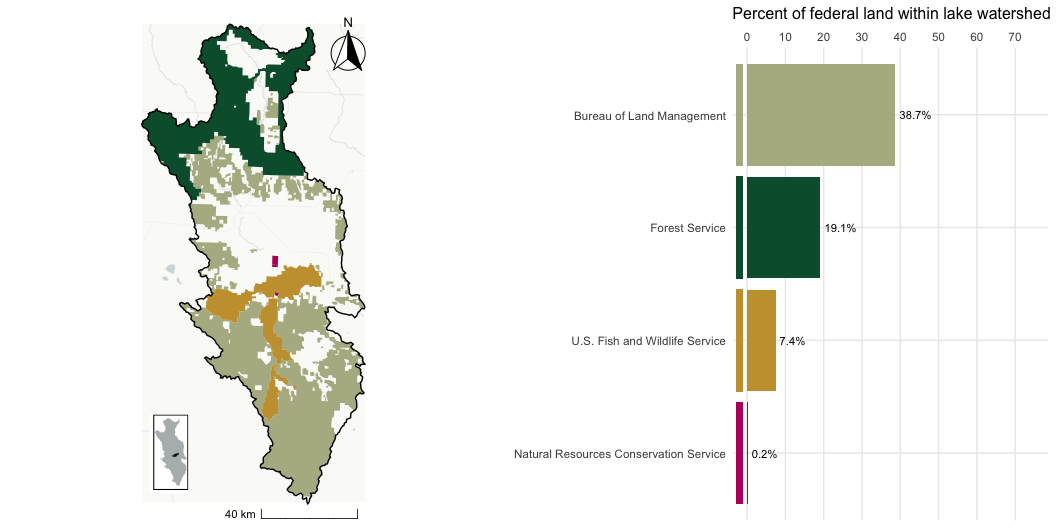 N
40 km
Percent of federal land within lake watershed
0 10 20 30 40 50 60 70
Bureau of Land Management 38.7%
Forest Service 19.1%
U.S. Fish and Wildlife Service 7.4%
Natural Resources Conservation Service 0.2%